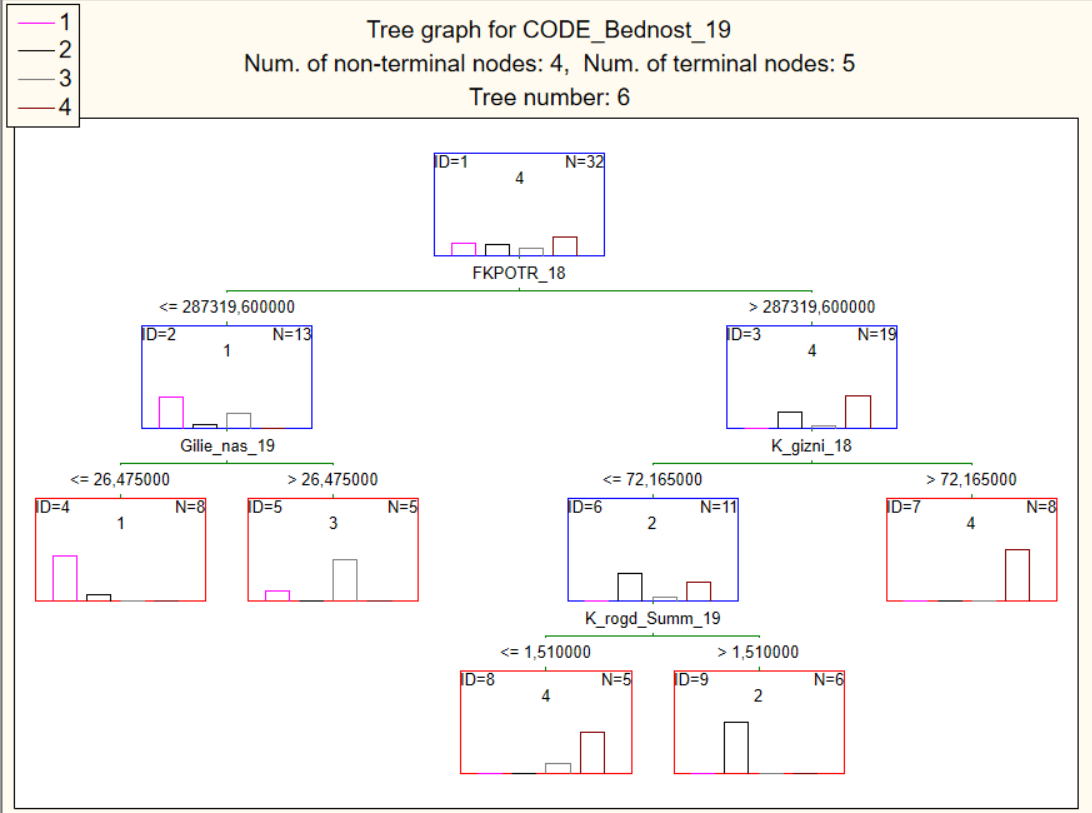 1
2
3
4
Tree graph for CODE_Bednost_19
Num. of non-terminal nodes: 4,  Num. of terminal nodes: 5
Tree number: 6
ID=1 N=32
4
FKPOTR_18
<= 287319,600000 > 287319,600000
ID=2 N=13 ID=3 N=19
1 4
Gilie_nas_19 K_gizni_18
<= 26,475000 > 26,475000 <= 72,165000 > 72,165000
ID=4 N=8 ID=5 N=5 ID=6 N=11 ID=7 N=8
1 3 2 4
K_rogd_Summ_19
<= 1,510000 > 1,510000
ID=8 N=5 ID=9 N=6
4 2